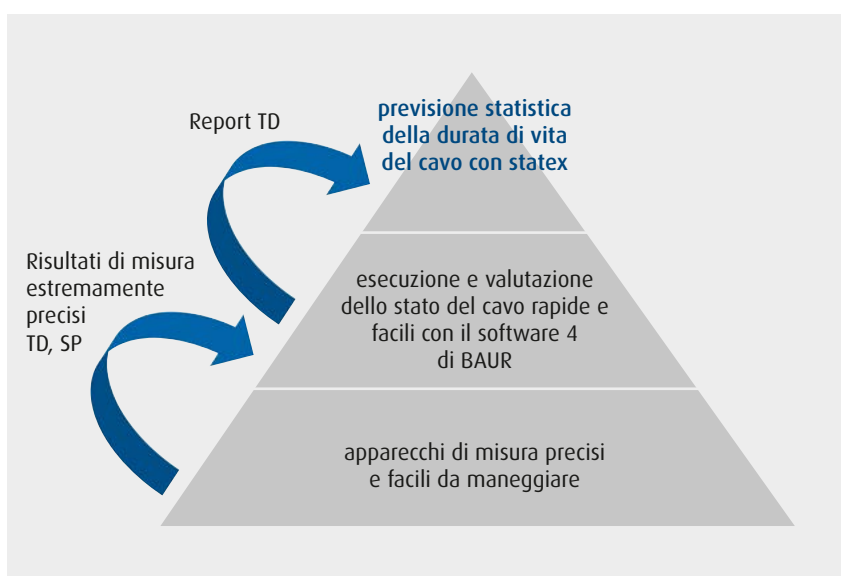 Report TD
previsione statistica
della durata di vita
del cavo con statex
Risultati di misura
estremamente
precisi
TD, SP
esecuzione e valutazione
dello stato del cavo rapide e
facili con il software 4
di BAUR
apparecchi di misura precisi
e facili da maneggiare